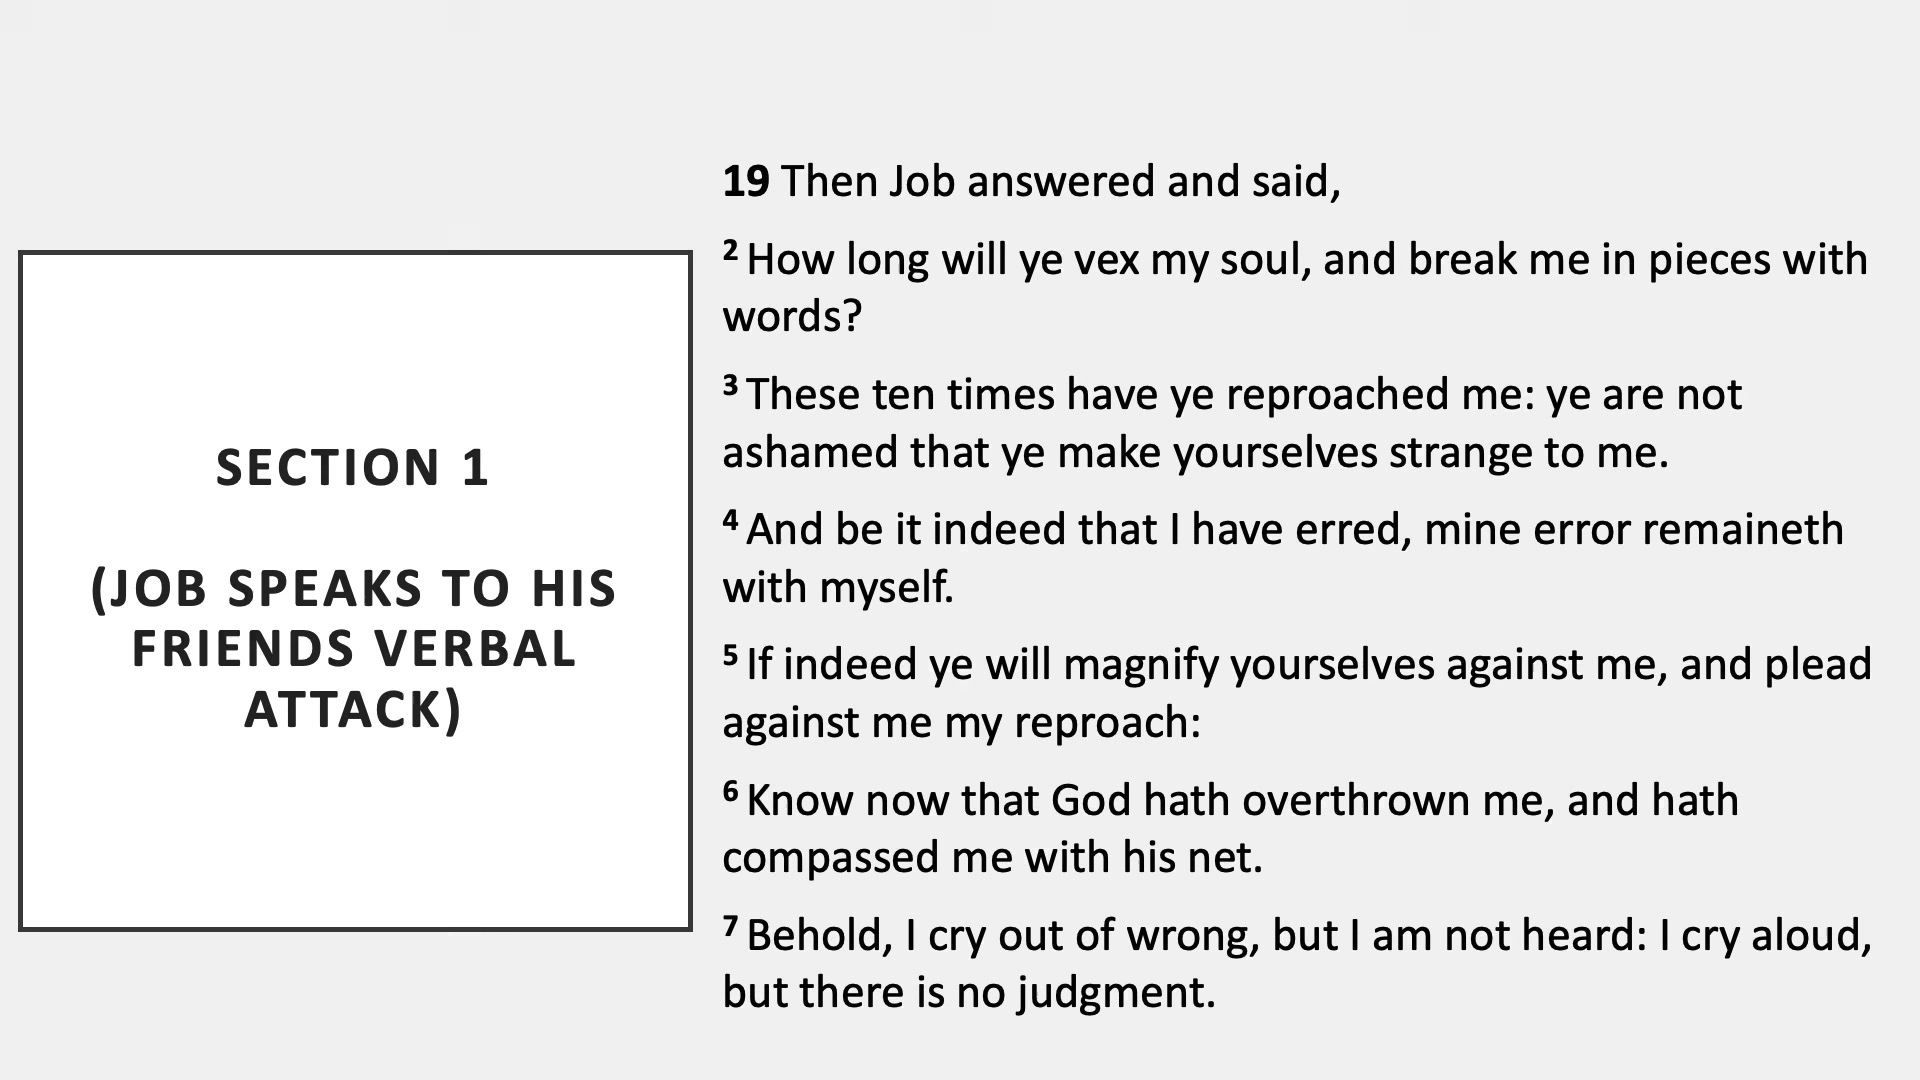 SECTION 1
(JOB SPEAKS TO HIS
FRIENDS VERBAL
ATTACK)
19 Then Job answered and said,
2 How long will ye vex my soul, and break me in pieces with
words?
3 These ten times have ye reproached me: ye are not
ashamed that ye make yourselves strange to me.
4 And be it indeed that I have erred, mine error remaineth
with myself.
5 If indeed ye will magnify yourselves against me, and plead
against me my reproach:
6 Know now that God hath overthrown me, and hath
compassed me with his net.
7 Behold, I cry out of wrong, but I am not heard: I cry aloud,
but there is no judgment.